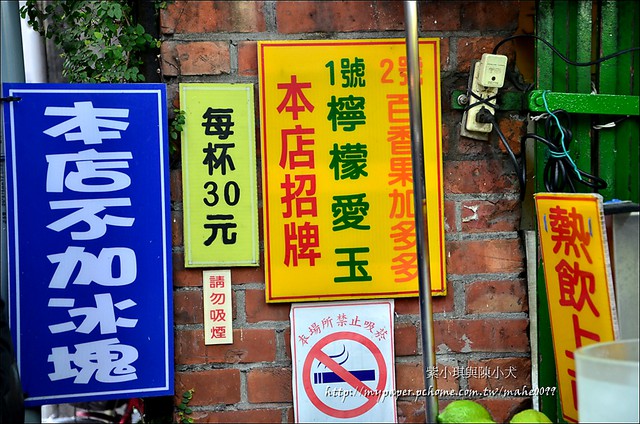 本店不加冰塊
每杯30元
請勿吸煙
本店招牌
1號檸檬愛玉
2號百香果加多多
本場所禁止吸菸
熱飲上
小琪與陳小犬
http://mypaper.pchome.com.tw/mahe0099